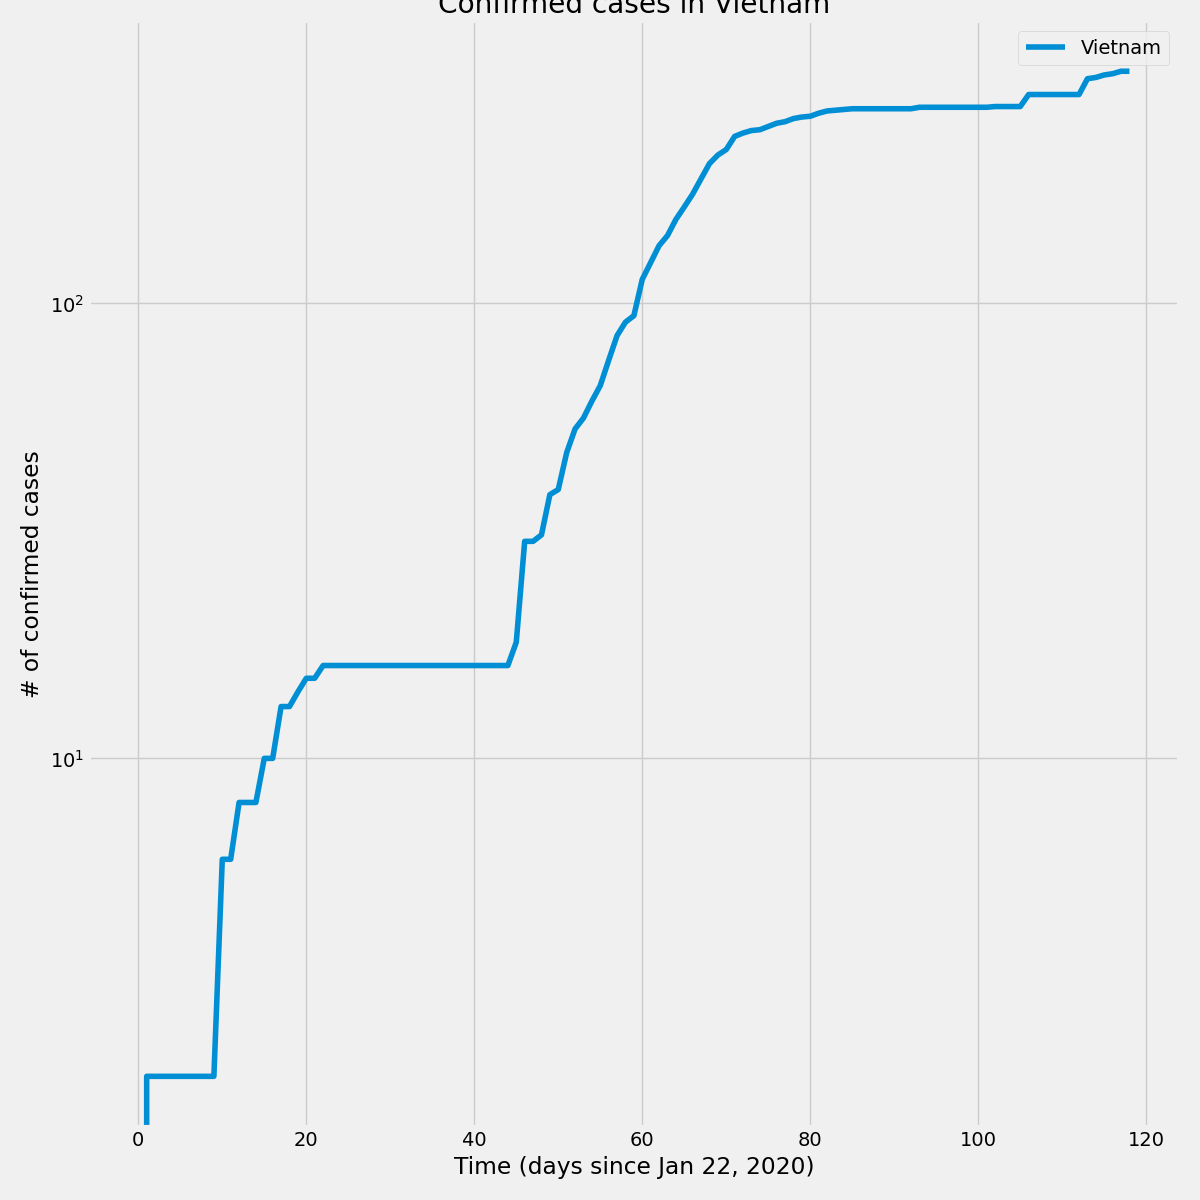 Confirmed cases in Vietnam
Vietnam
# of confirmed cases
10²
10¹
0 20 40 60 80 100 120
Time (days since Jan 22, 2020)